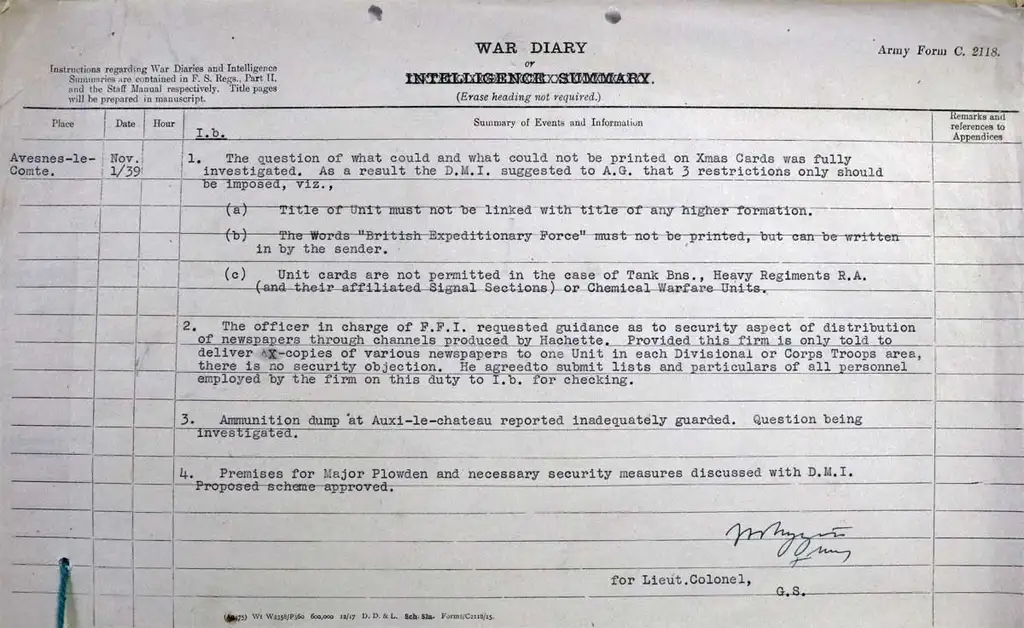 WAR DIARY
or
INTELLIGENCE SUMMARY.
(Erase heading not required.)
Army Form C. 2118.
Instructions regarding War Diaries and Intelligence
Summaries are contained in F. S. Regs., Part II.
and the Staff Manual respectively. Title pages
will be prepared in manuscript.
Place
Date
Hour
Summary of Events and Information
Remarks and
references to
Appendices
I.b.
Avesnes-le-
Comte.
Nov.
1/39
1. The question of what could and what could not be printed on Xmas Cards was fully
investigated. As a result the D.M.I. suggested to A.G. that 3 restrictions only should
be imposed, viz.,
(a) Title of Unit must not be linked with title of any higher formation.
(b) The Words "British Expeditionary Force" must not be printed, but can be written
in by the sender.
(c) Unit cards are not permitted in the case of Tank Bns., Heavy Regiments R.A.
(and their affiliated Signal Sections) or Chemical Warfare Units.
2. The officer in charge of F.F.I. requested guidance as to security aspect of distribution
of newspapers through channels produced by Hachette. Provided this firm is only told to
deliver X-copies of various newspapers to one Unit in each Divisional or Corps Troops area,
there is no security objection. He agreedto submit lists and particulars of all personnel
employed by the firm on this duty to I.b. for checking.
3. Ammunition dump at Auxi-le-chateau reported inadequately guarded. Question being
investigated.
4. Premises for Major Plowden and necessary security measures discussed with D.M.I.
Proposed scheme approved.
for Lieut.Colonel,
G.S.
Wt W2358/P360 600,000 12/17 D. D. & L. Sch. 52a. Forms/C2118/15.